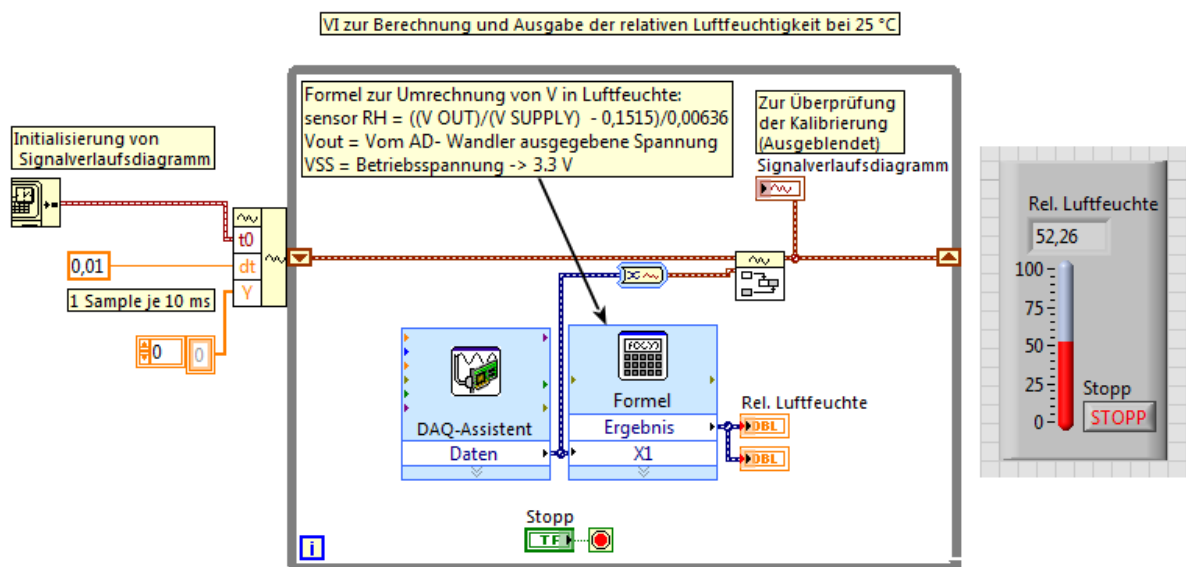 VI zur Berechnung und Ausgabe der relativen Luftfeuchtigkeit bei 25 °C
Formel zur Umrechnung von V in Luftfeuchte:
sensor RH = ((V OUT)/(V SUPPLY) - 0,1515)/0,00636
Vout = Vom AD- Wandler ausgegebene Spannung
VSS = Betriebsspannung -> 3.3 V
Zur Überprüfung
der Kalibrierung
(Ausgeblendet)
Signalverlaufsdiagramm
Initialisierung von
Signalverlaufsdiagramm
t0
dt
Y
0,01
1 Sample je 10 ms
0
0
DAQ-Assistent
Daten
f(x,y)
Formel
Ergebnis
X1
Rel. Luftfeuchte
DBL
DBL
Stopp
TF
i
Rel. Luftfeuchte
52,26
100
75
50
25
0
Stopp
STOPP